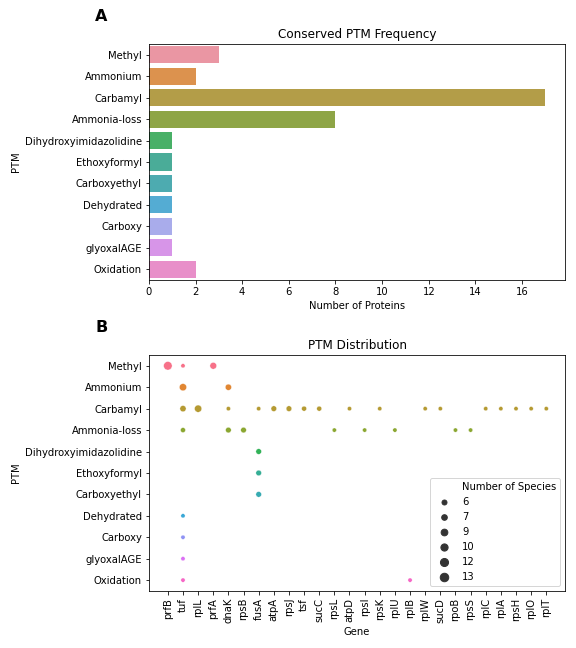 A
Conserved PTM Frequency
Methyl
Ammonium
Carbamyl
Ammonia-loss
Dihydroxyimidazolidine
Ethoxyformyl
Carboxyethyl
Dehydrated
Carboxy
glyoxalAGE
Oxidation
PTM
0 2 4 6 8 10 12 14 16
Number of Proteins
B
PTM Distribution
Methyl
Ammonium
Carbamyl
Ammonia-loss
Dihydroxyimidazolidine
Ethoxyformyl
Carboxyethyl
Dehydrated
Carboxy
glyoxalAGE
Oxidation
PTM
Number of Species
6
7
9
10
12
13
prfB tuf rplL prfA dnaK rpsB fusA atpA rpsJ tsf sucC rpsL atpD rpsI rpsK rplU rplB rplW sucD rpoB rpsS rplC rplA rpsH rplO rplT
Gene